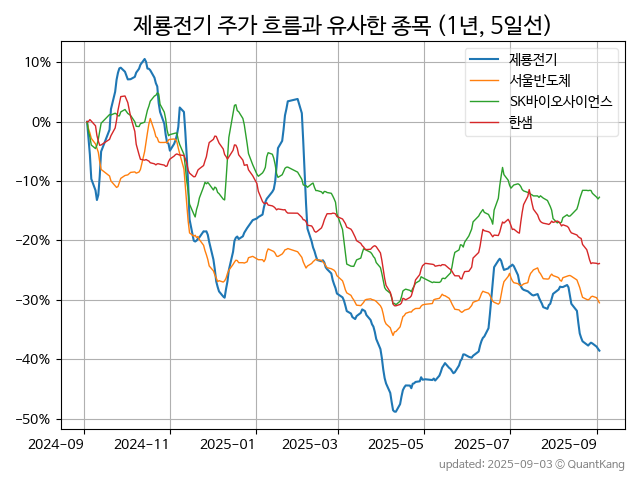 제룡전기 주가 흐름과 유사한 종목 (1년, 5일선)
제룡전기
서울반도체
SK바이오사이언스
한샘
10%
0%
−10%
−20%
−30%
−40%
−50%
2024-09
2024-11
2025-01
2025-03
2025-05
2025-07
2025-09
updated: 2025-09-03 © QuantKang